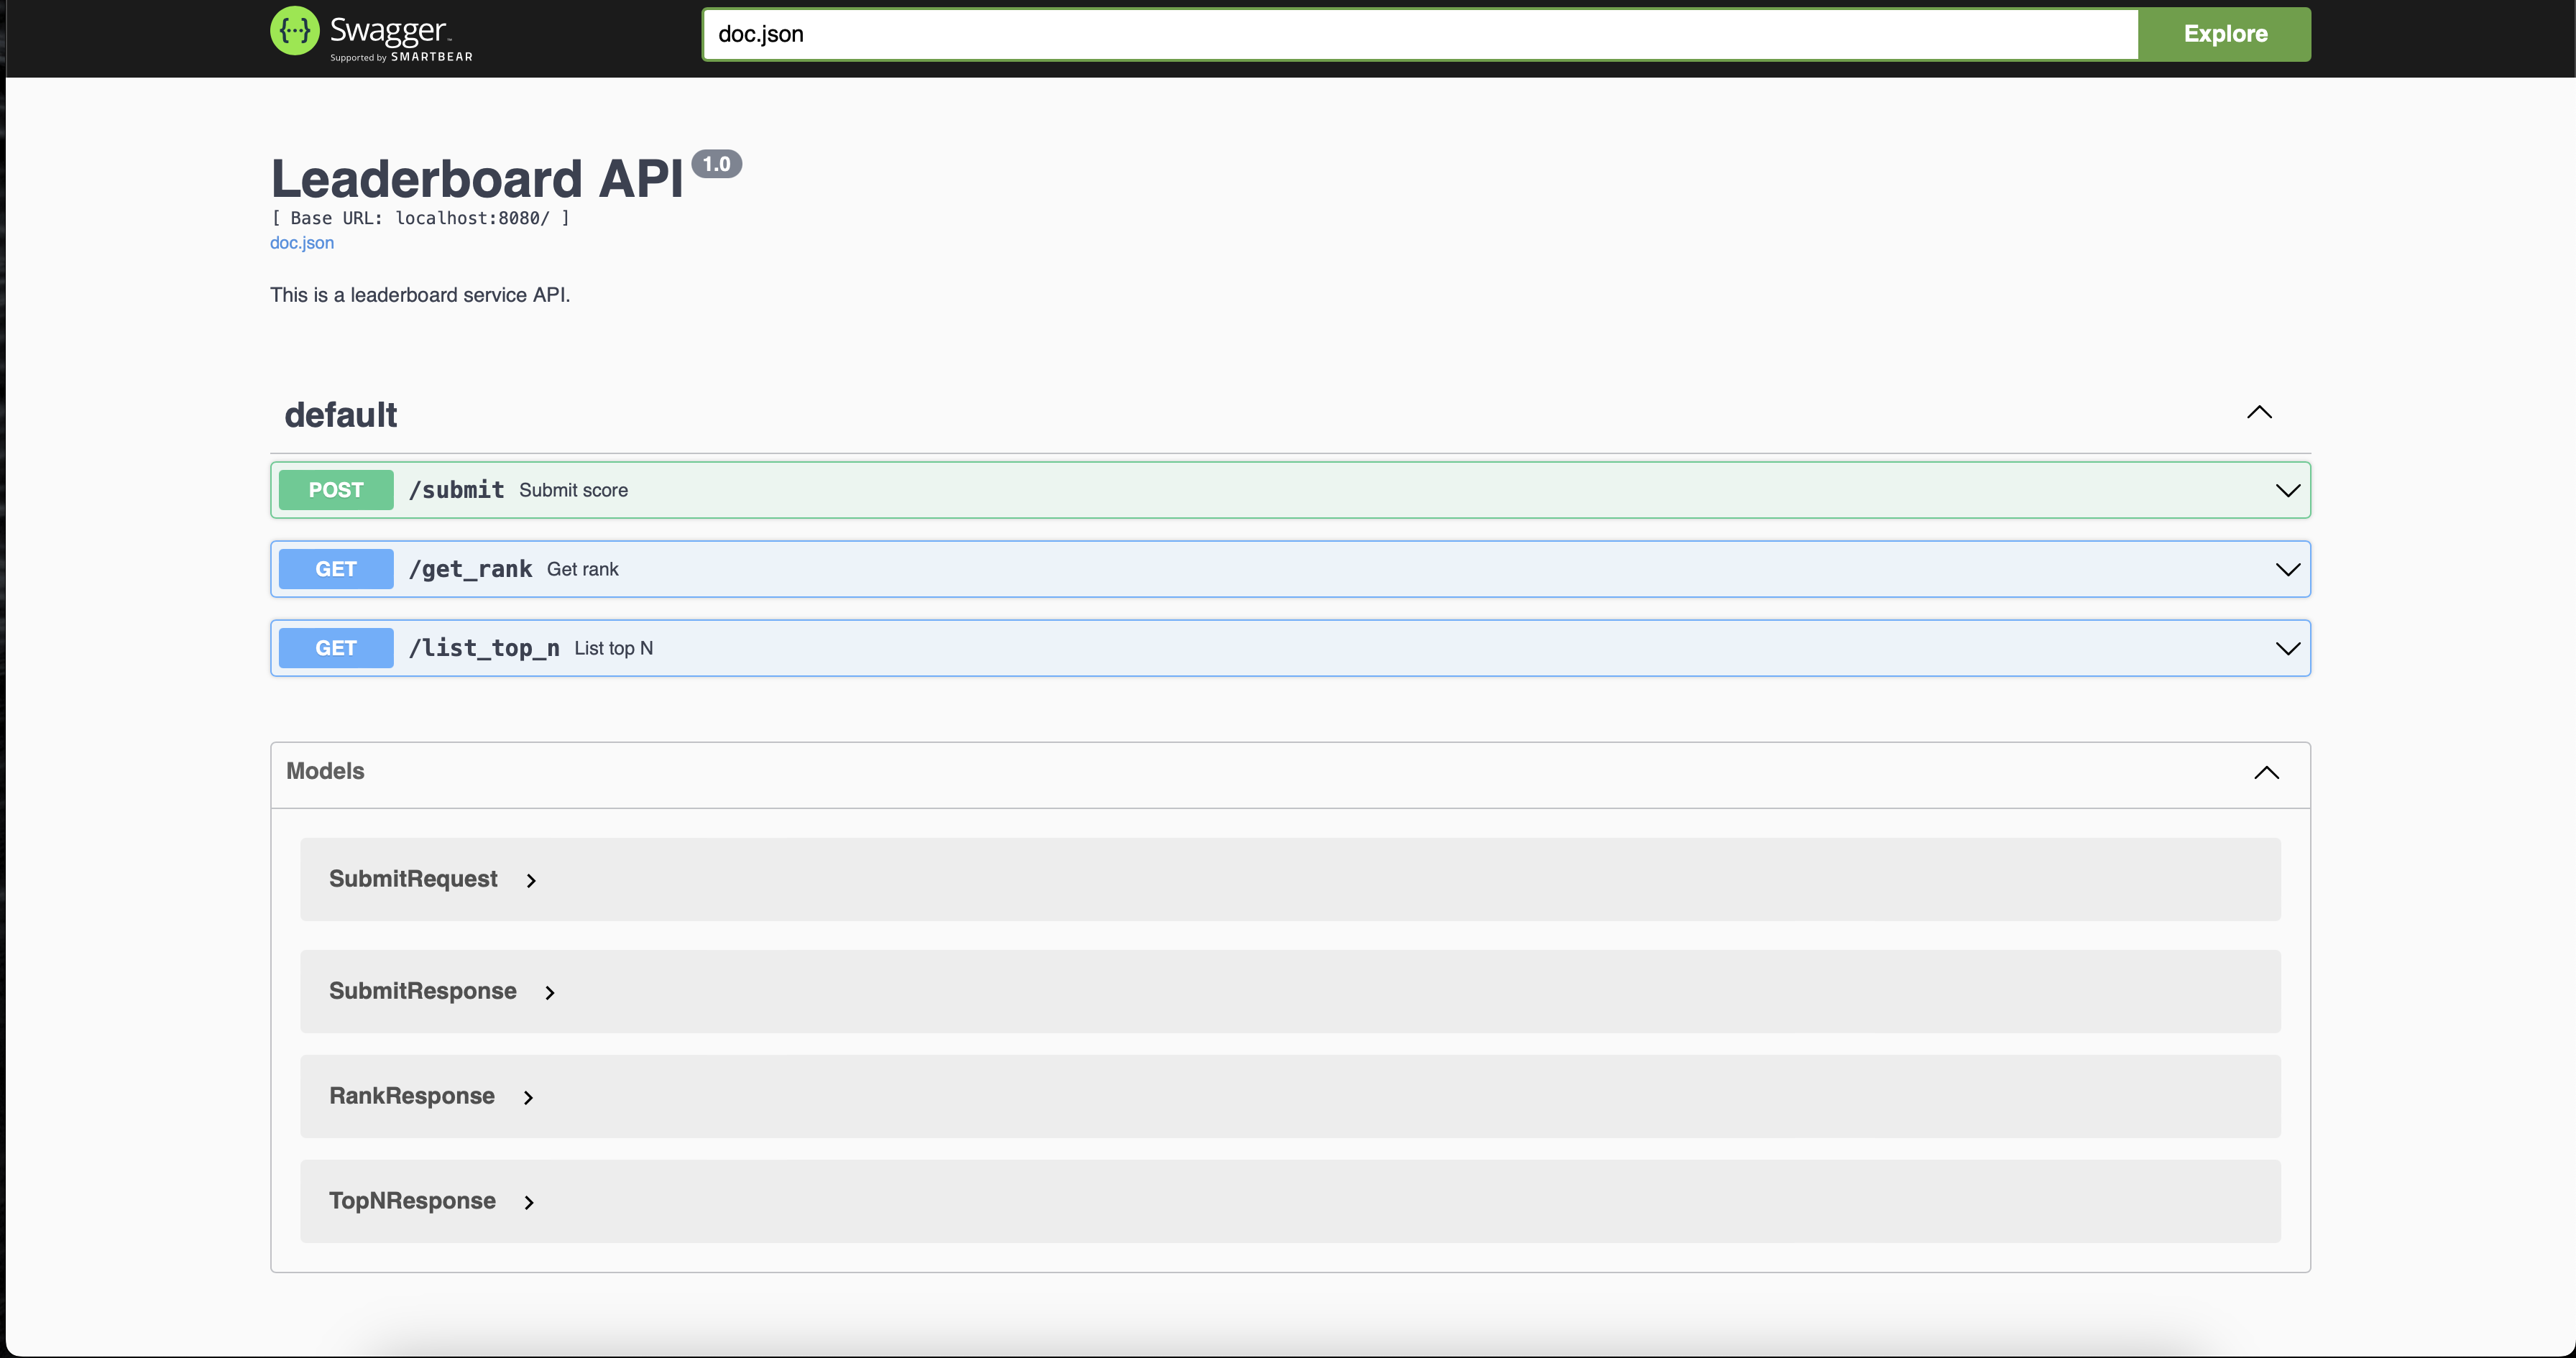 {···} Swagger™
Supported by SMARTBEAR
doc.json
Explore
Leaderboard API 1.0
[ Base URL: localhost:8080/ ]
doc.json
This is a leaderboard service API.
default
POST /submit Submit score
GET /get_rank Get rank
GET /list_top_n List top N
Models
SubmitRequest
SubmitResponse
RankResponse
TopNResponse